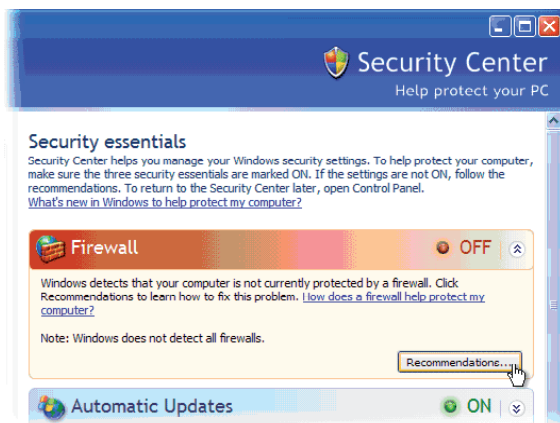 Security Center
Help protect your PC
Security essentials
Security Center helps you manage your Windows security settings. To help protect your computer,
make sure the three security essentials are marked ON. If the settings are not ON, follow the
recommendations. To return to the Security Center later, open Control Panel.
What's new in Windows to help protect my computer?
Firewall OFF
Windows detects that your computer is not currently protected by a firewall. Click
Recommendations to learn how to fix this problem. How does a firewall help protect my
computer?
Note: Windows does not detect all firewalls.
Recommendations...
Automatic Updates ON